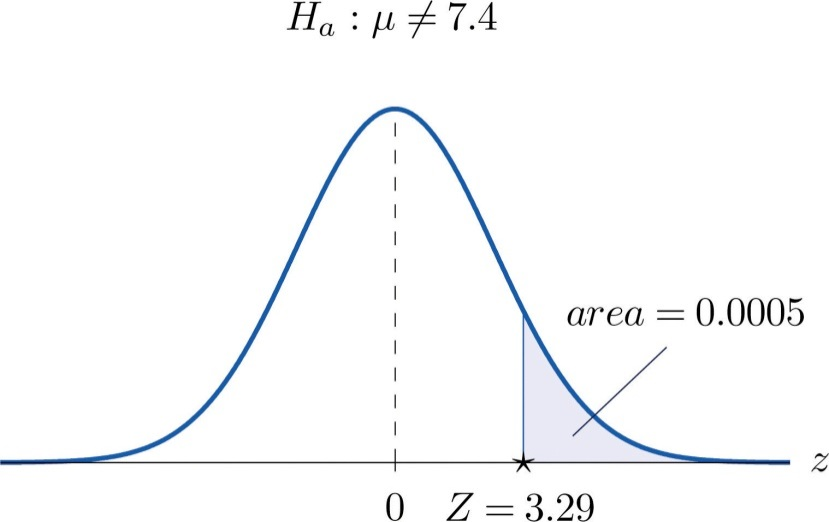 Hₐ : μ ≠ 7.4
area = 0.0005
z
0
Z = 3.29